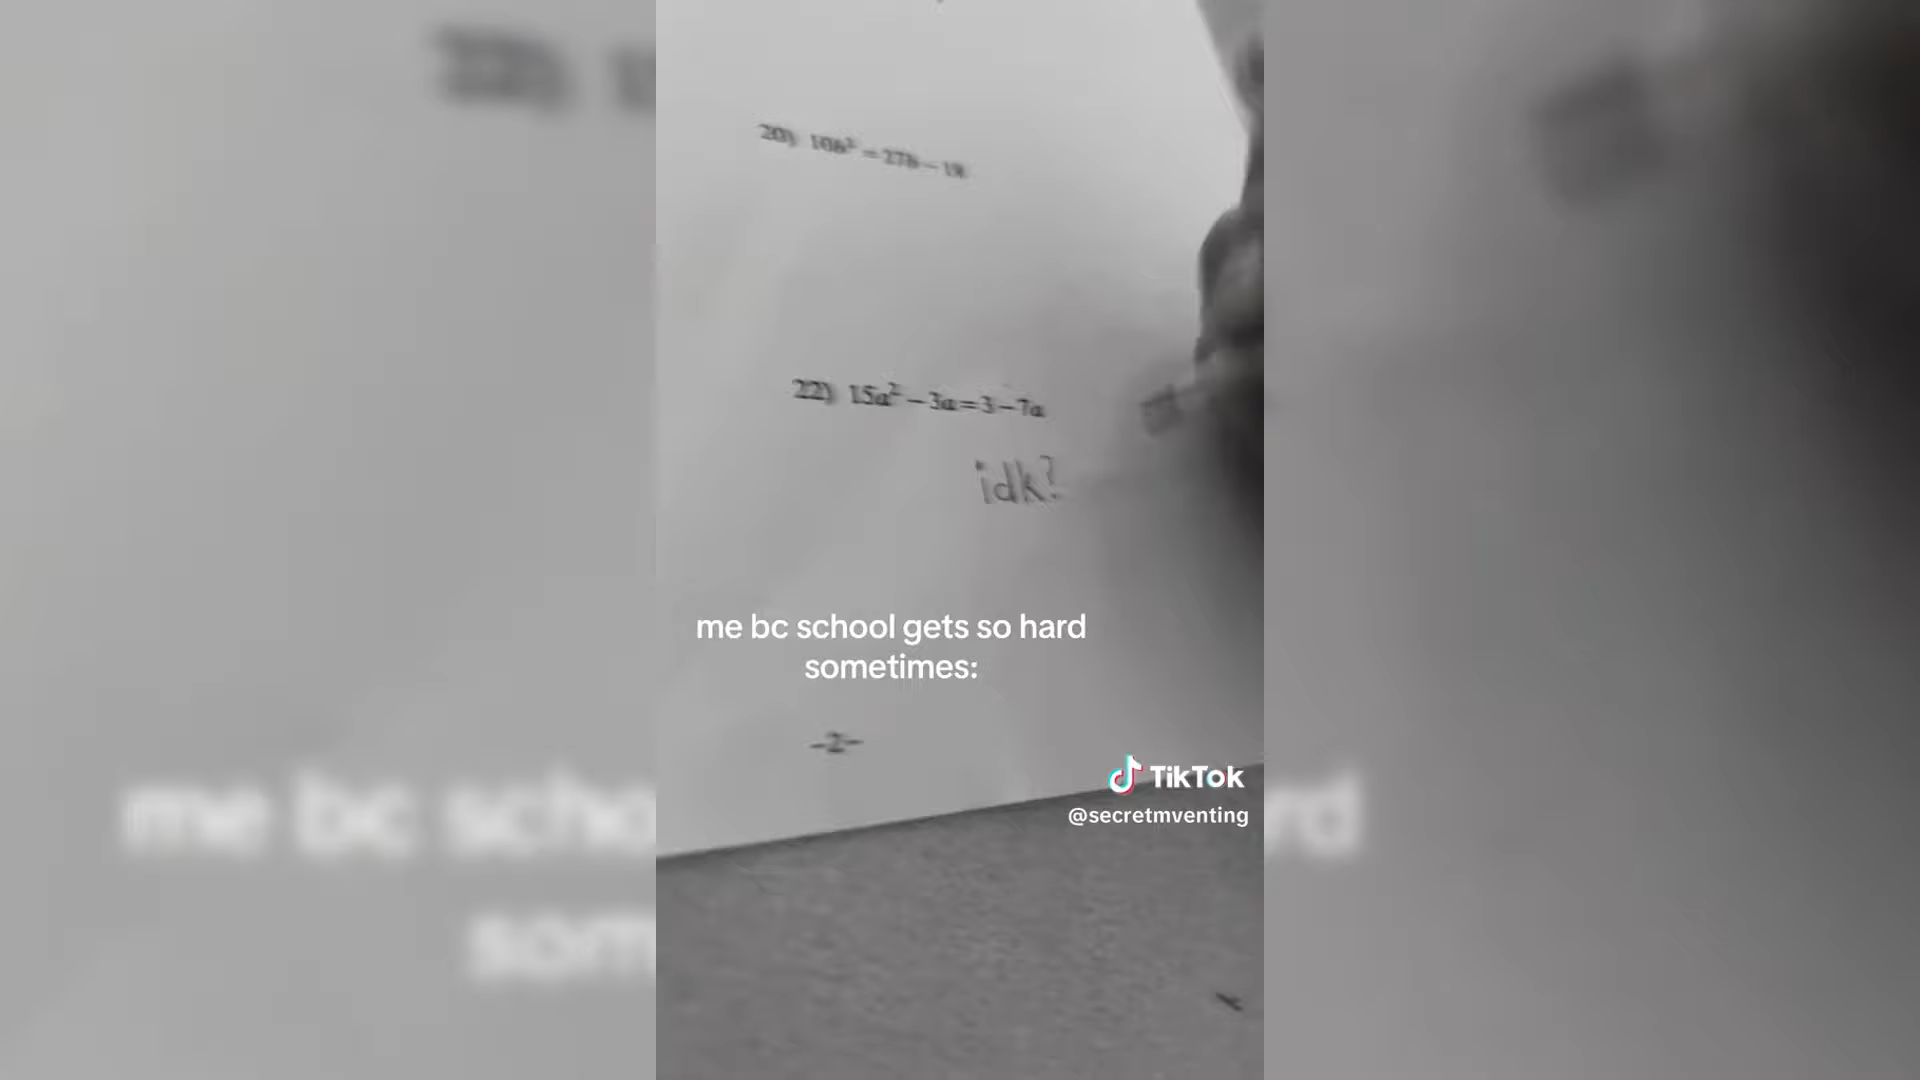 20) 10b² = 27b – 18
22) 15a² – 3a = 3 – 7a
idk?
me bc school gets so hard
sometimes:
-2-
TikTok
@secretmventing